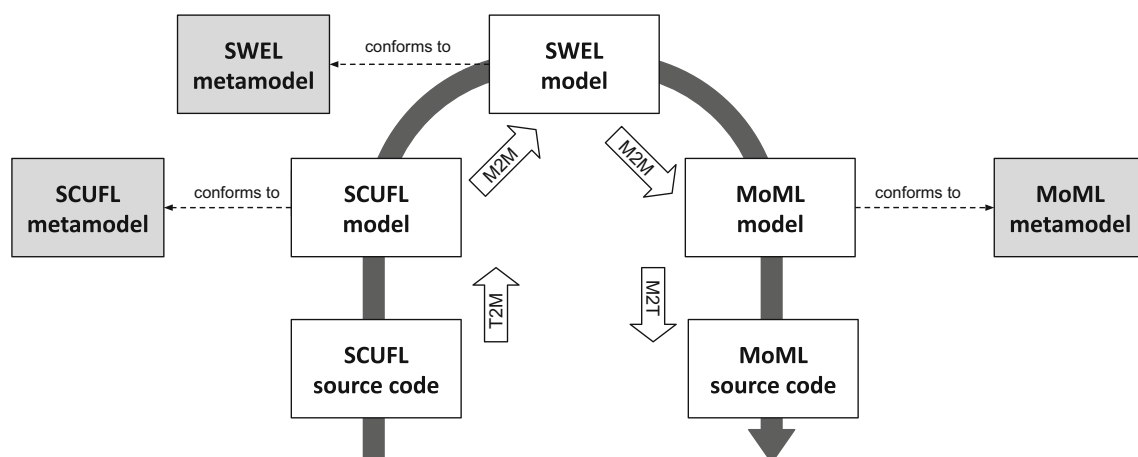 SWEL
metamodel
conforms to
SWEL
model
M2M
M2M
SCUFL
metamodel
conforms to
SCUFL
model
MoML
model
conforms to
MoML
metamodel
T2M
M2T
SCUFL
source code
MoML
source code